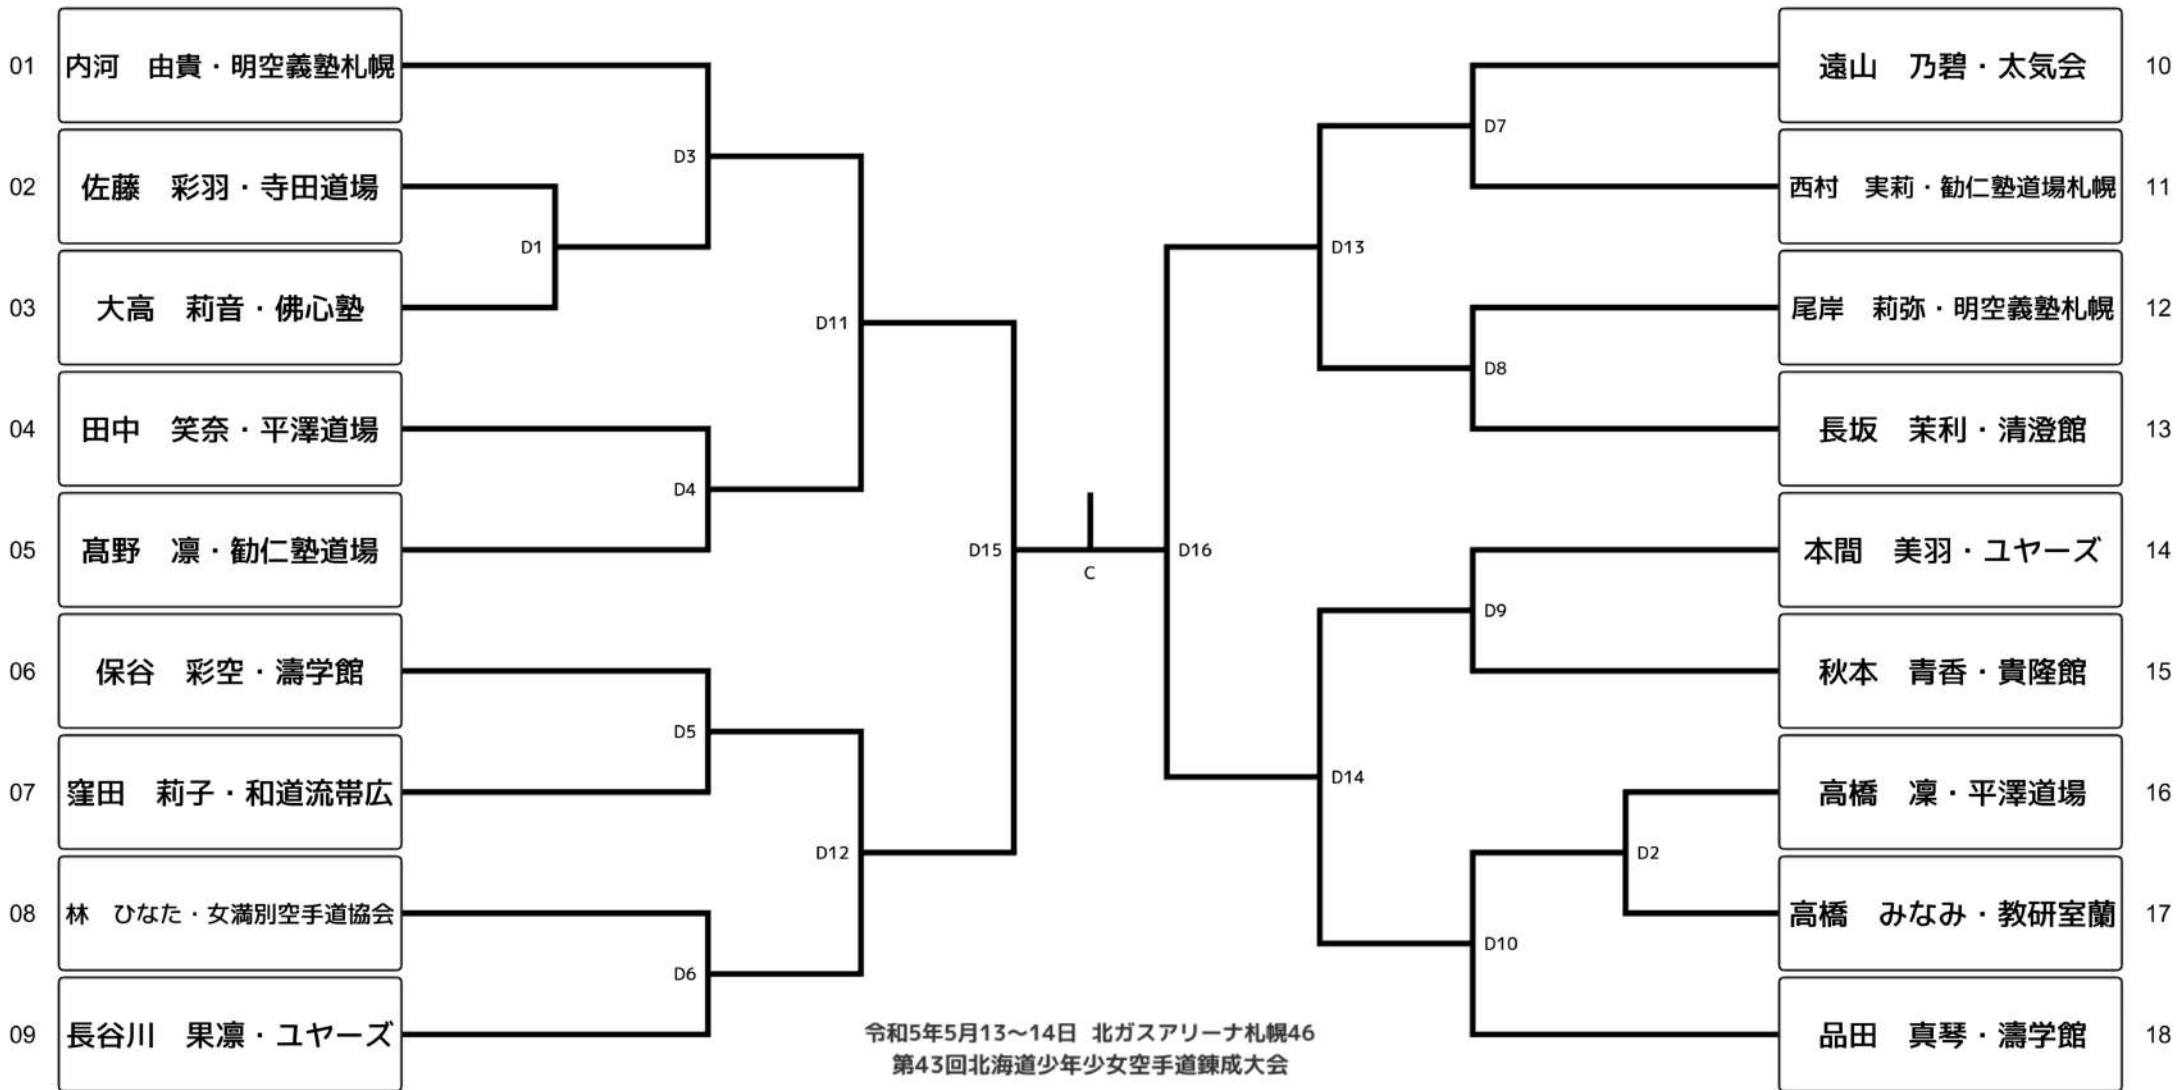 01
内河　由貴・明空義塾札幌
02
佐藤　彩羽・寺田道場
03
大高　莉音・佛心塾
04
田中　笑奈・平澤道場
05
髙野　凛・勧仁塾道場
06
保谷　彩空・濤学館
07
窪田　莉子・和道流帯広
08
林　ひなた・女満別空手道協会
09
長谷川　果凛・ユヤーズ
D1
D3
D4
D5
D6
D11
D12
D15
C
D16
D13
D14
D7
D8
D9
D10
D2
遠山　乃碧・太気会
10
西村　実莉・勧仁塾道場札幌
11
尾岸　莉弥・明空義塾札幌
12
長坂　茉利・清澄館
13
本間　美羽・ユヤーズ
14
秋本　青香・貴隆館
15
高橋　凜・平澤道場
16
高橋　みなみ・教研室蘭
17
品田　真琴・濤学館
18
令和5年5月13～14日 北ガスアリーナ札幌46
第43回北海道少年少女空手道錬成大会